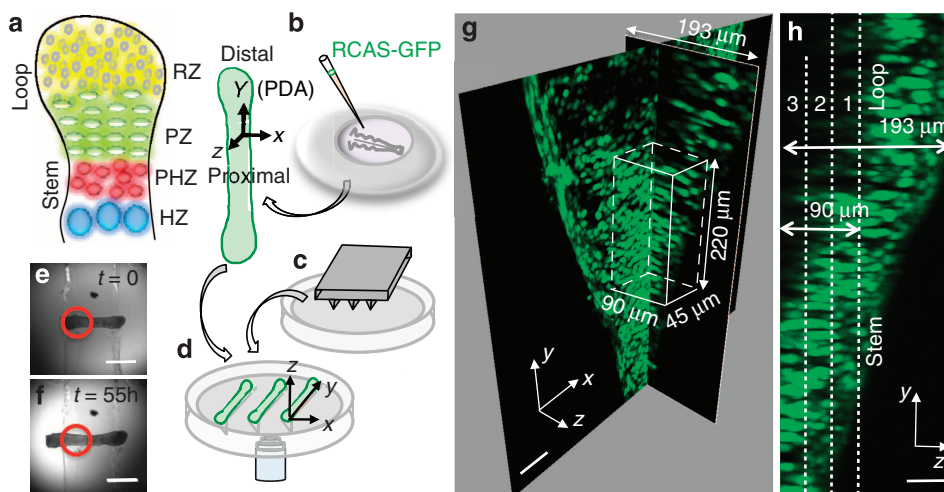 a
Loop
Stem
RZ
PZ
PHZ
HZ
Distal
Y (PDA)
x
z
Proximal
b
RCAS-GFP
c
d
z
y
x
e
t = 0
f
t = 55h
g
193 μm
220 μm
90 μm
45 μm
y
x
z
h
3 2 1
Loop
193 μm
90 μm
Stem
y
z